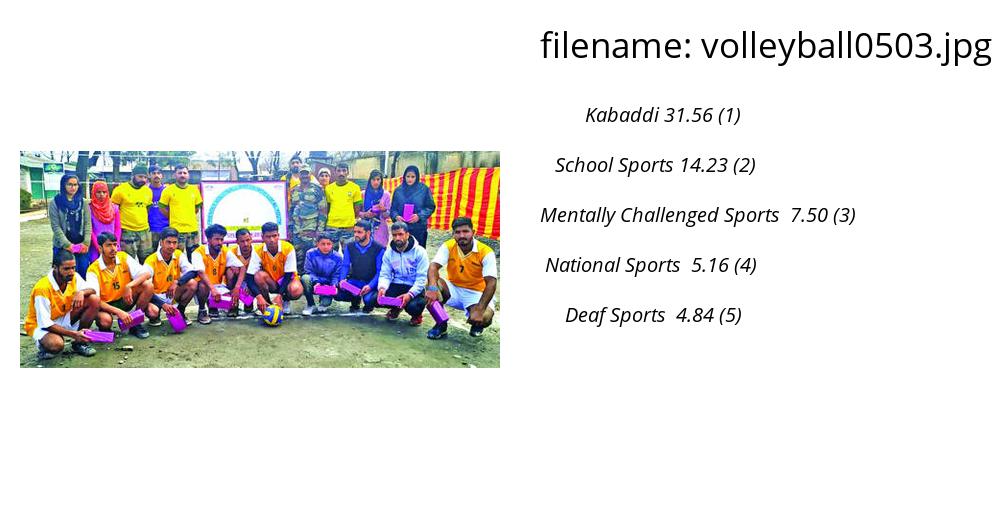 filename: volleyball0503.jpg
Kabaddi 31.56 (1)
School Sports 14.23 (2)
Mentally Challenged Sports 7.50 (3)
National Sports 5.16 (4)
Deaf Sports 4.84 (5)